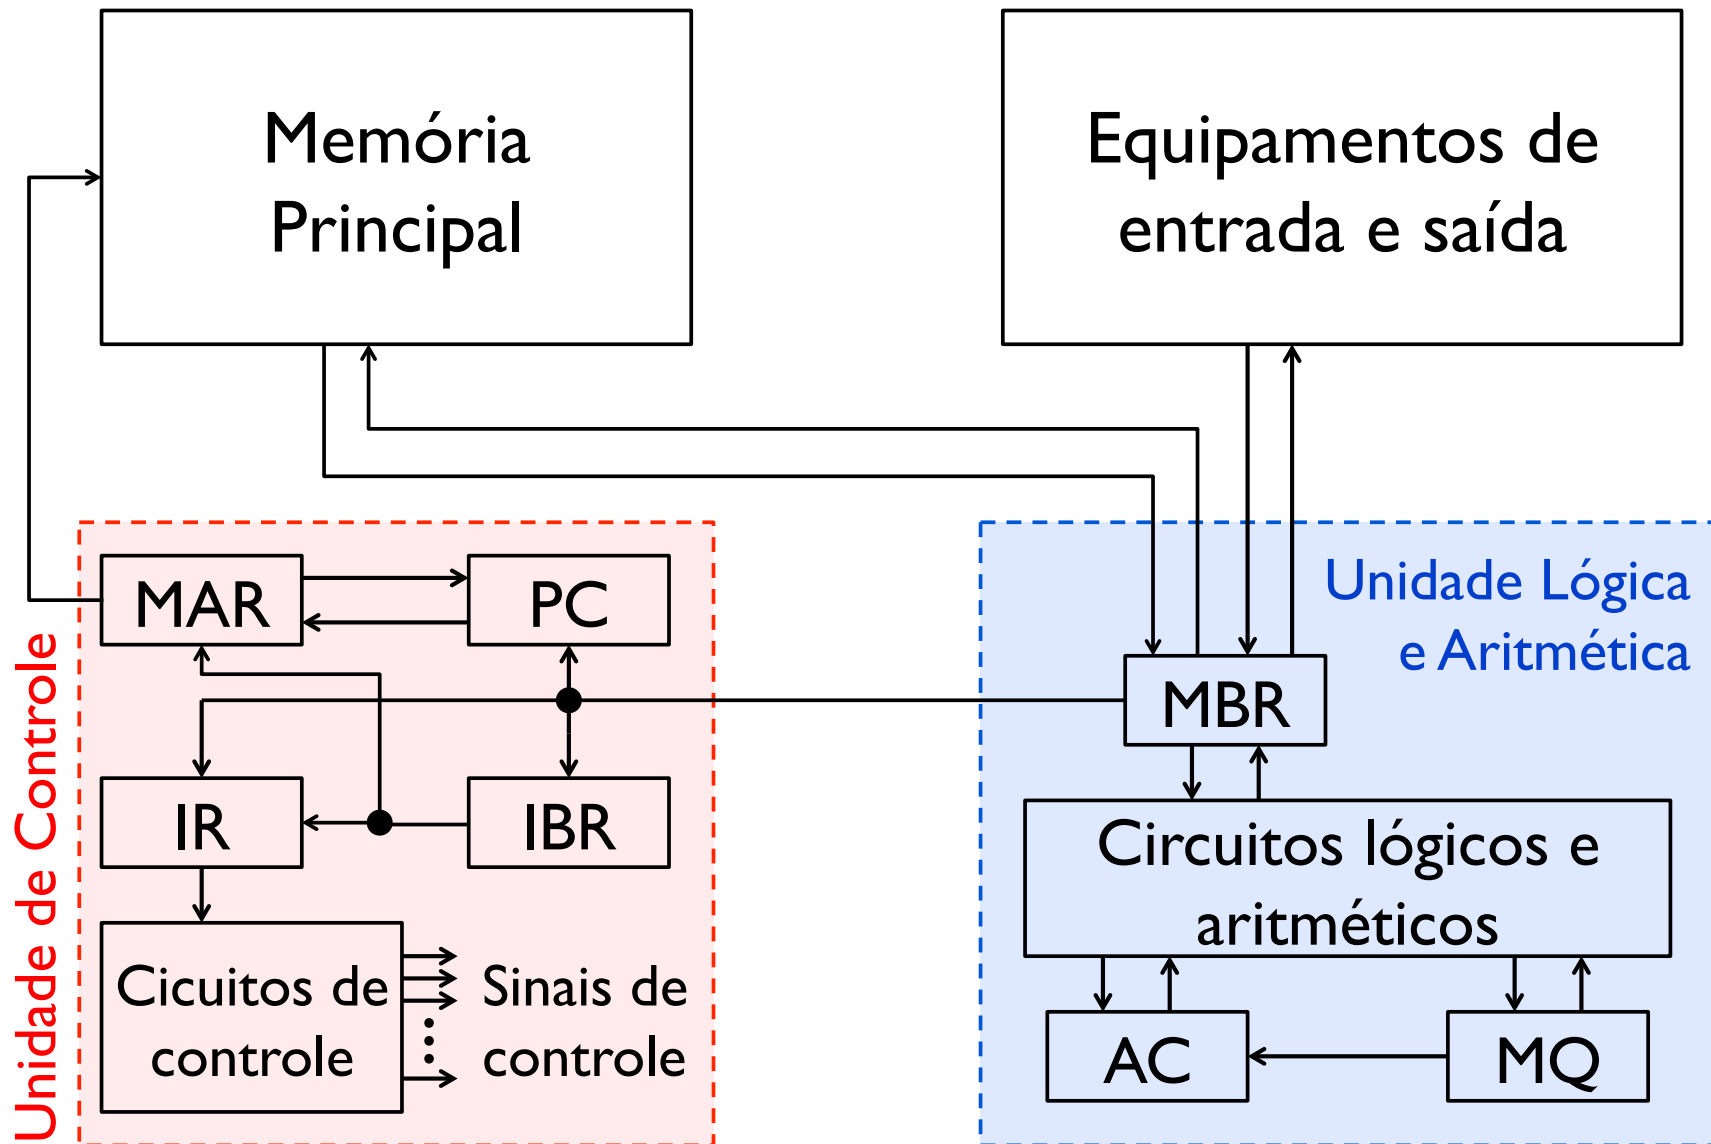 Memória
Principal
Equipamentos de
entrada e saída
Unidade de Controle
MAR
PC
IR
IBR
Cicuitos de
controle
Sinais de
controle
Unidade Lógica
e Aritmética
MBR
Circuitos lógicos e
aritméticos
AC
MQ